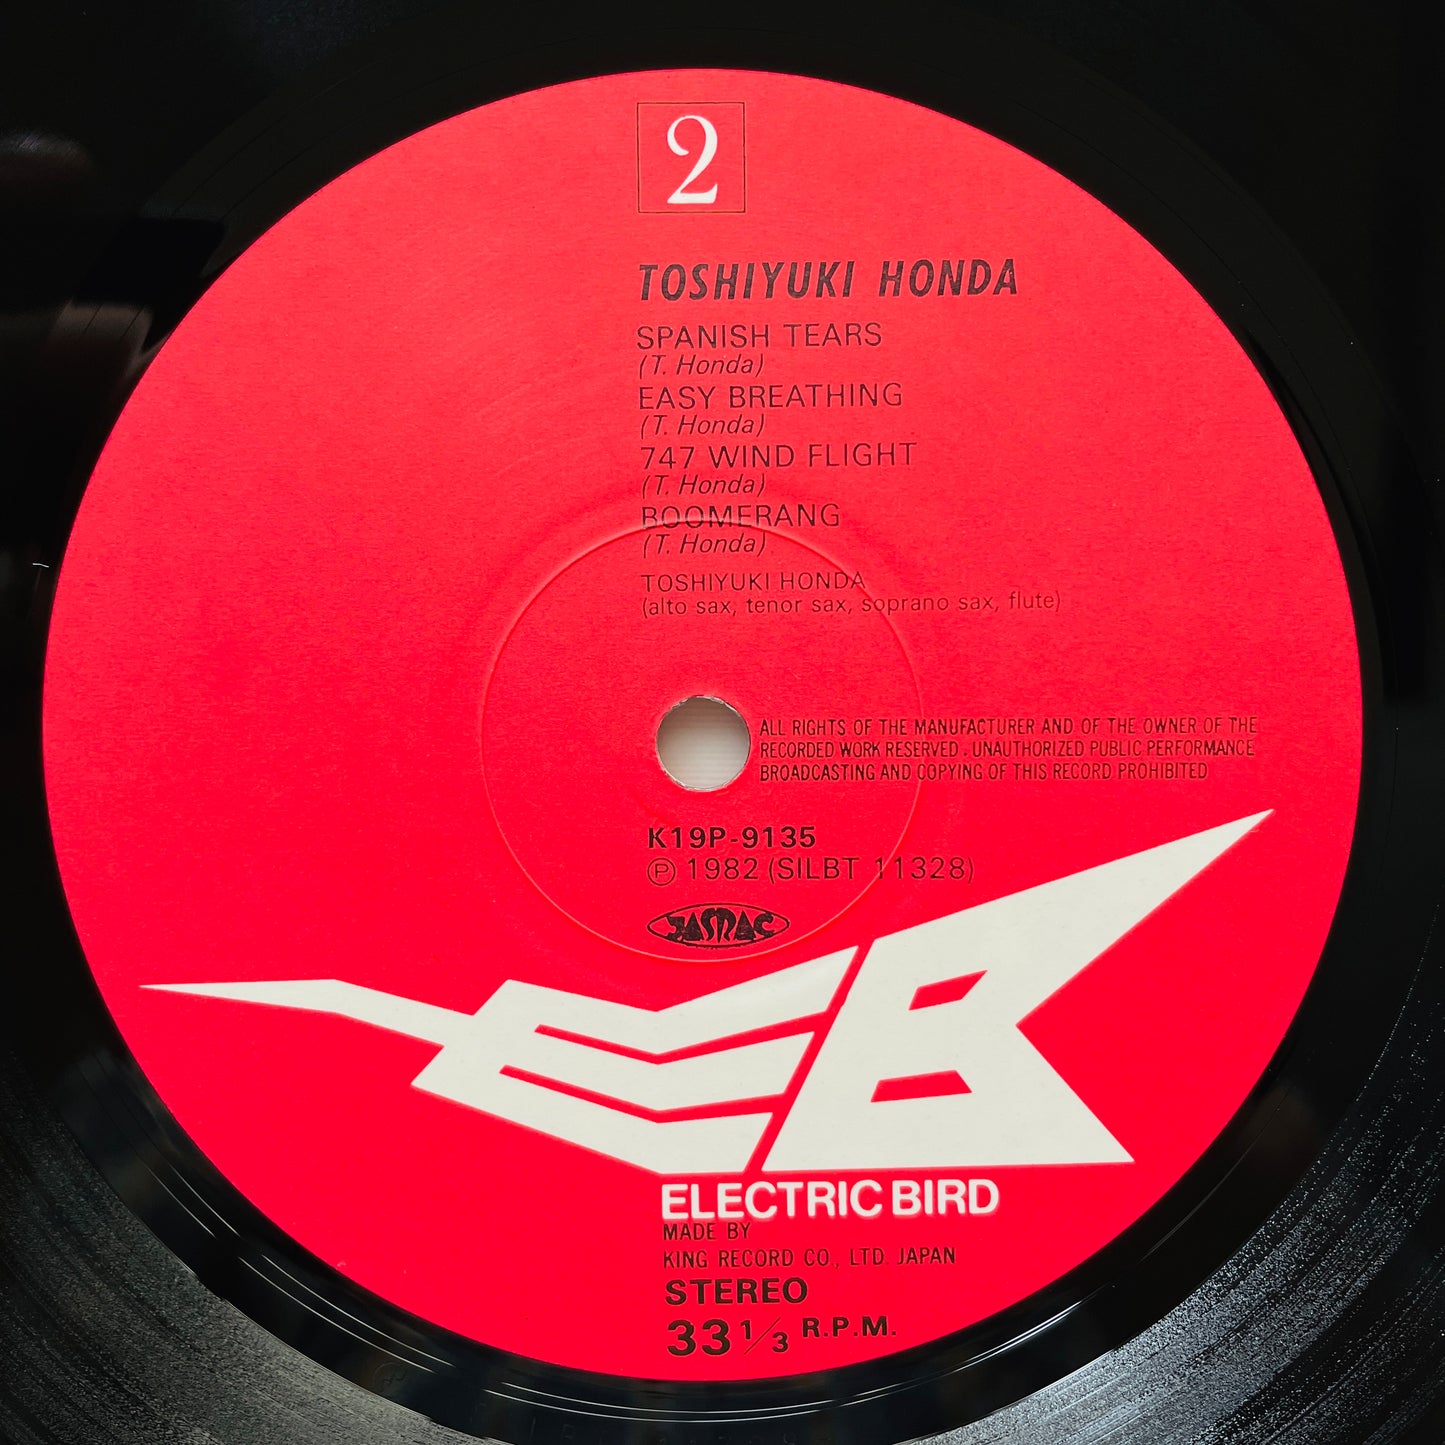 2
TOSHIYUKI HONDA
SPANISH TEARS
(T. Honda)
EASY BREATHING
(T. Honda)
747 WIND FLIGHT
(T. Honda)
BOOMERANG
(T. Honda)
TOSHIYUKI HONDA
(alto sax, tenor sax, soprano sax, flute)
ALL RIGHTS OF THE MANUFACTURER AND OF THE OWNER OF THE
RECORDED WORK RESERVED . UNAUTHORIZED PUBLIC PERFORMANCE
BROADCASTING AND COPYING OF THIS RECORD PROHIBITED
K19P-9135
Ⓟ 1982 (SILBT 11328)
JASRAC
EB
ELECTRIC BIRD
MADE BY
KING RECORD CO., LTD. JAPAN
STEREO
33 1/3 R.P.M.